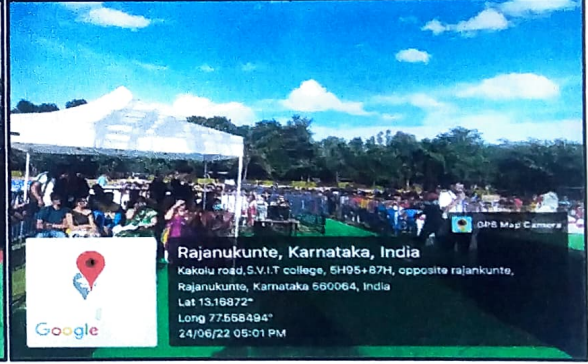 GPS Map Camera
Rajanukunte, Karnataka, India
Kakolu road,S.V.I.T college, 5H95+87H, opposite rajankunte,
Rajanukunte, Karnataka 560064, India
Lat 13.16872°
Long 77.558494°
24/06/22 05:01 PM
Google